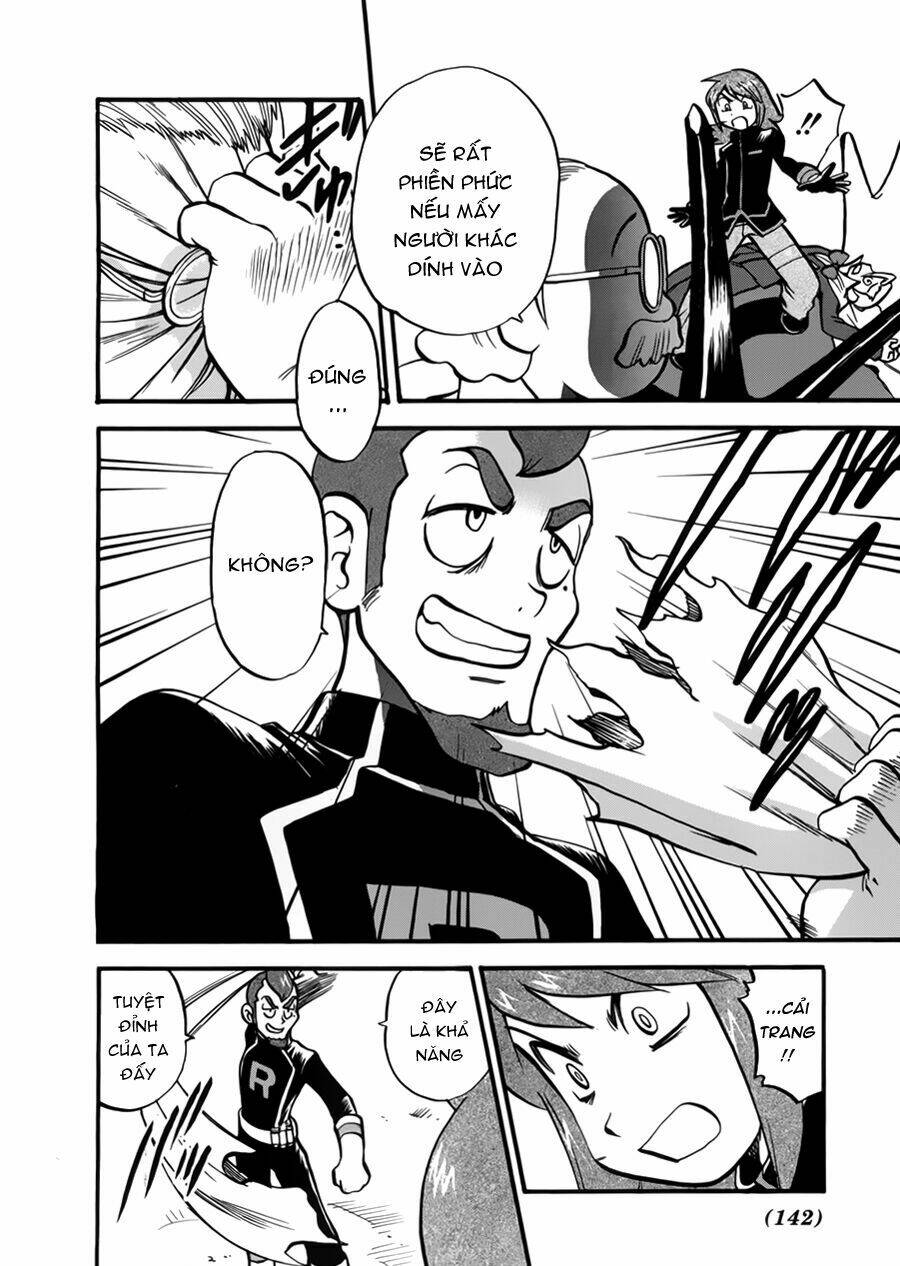 !!
SẼ RẤT
PHIỀN PHỨC
NẾU MẤY
NGƯỜI KHÁC
DÍNH VÀO
ĐÚNG
...
KHÔNG?
...CẢI
TRANG
!!
ĐÂY
LÀ KHẢ
NĂNG
TUYỆT
ĐỈNH
CỦA TA
ĐẤY
R
(142)